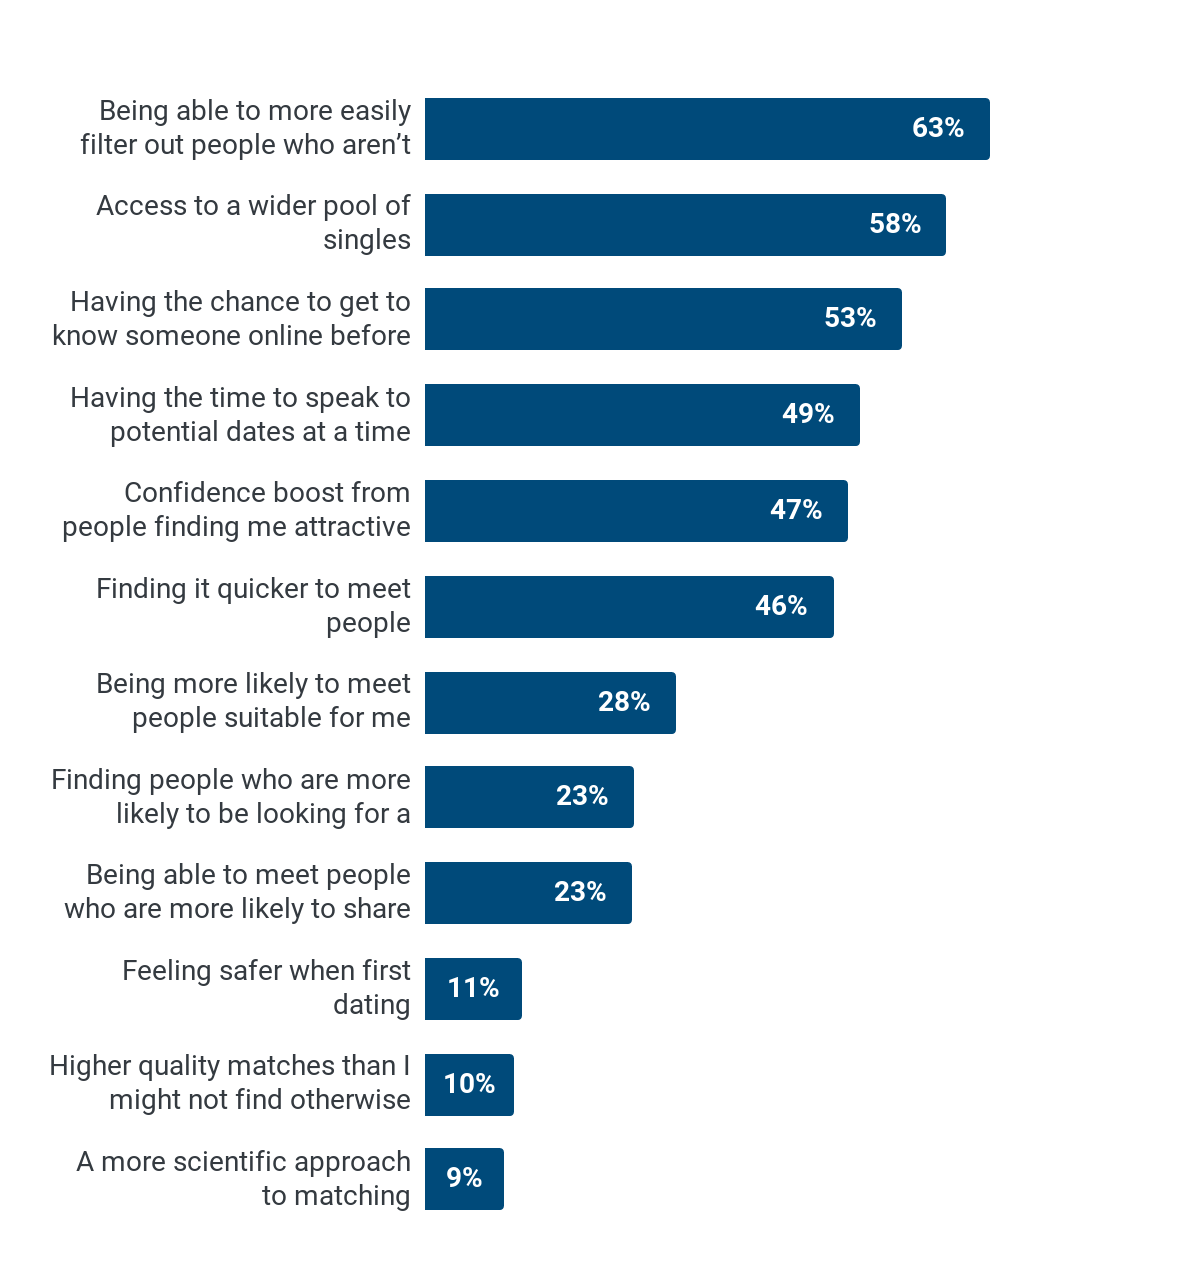 Being able to more easily
filter out people who aren’t
63%
Access to a wider pool of
singles
58%
Having the chance to get to
know someone online before
53%
Having the time to speak to
potential dates at a time
49%
Confidence boost from
people finding me attractive
47%
Finding it quicker to meet
people
46%
Being more likely to meet
people suitable for me
28%
Finding people who are more
likely to be looking for a
23%
Being able to meet people
who are more likely to share
23%
Feeling safer when first
dating
11%
Higher quality matches than I
might not find otherwise
10%
A more scientific approach
to matching
9%